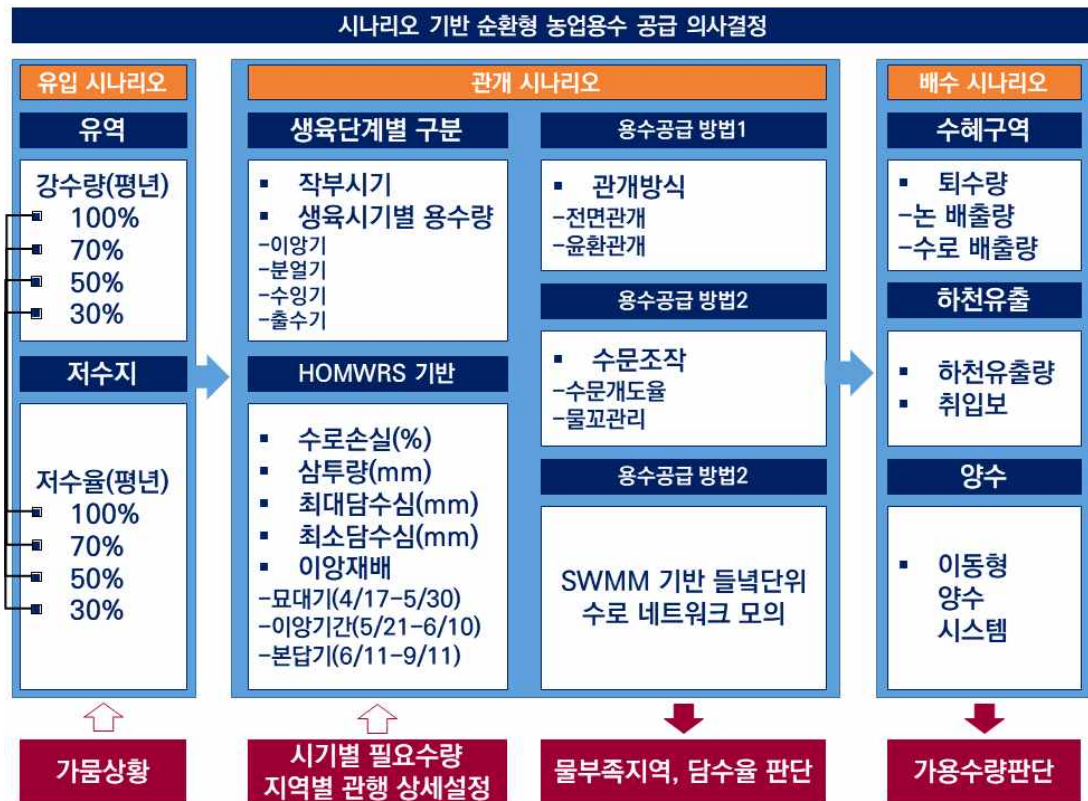 시나리오 기반 순환형 농업용수 공급 의사결정
유입 시나리오
유역
강수량(평년)
100%
70%
50%
30%
저수지
저수율(평년)
100%
70%
50%
30%
가뭄상황
관개 시나리오
생육단계별 구분
▪ 작부시기
▪ 생육시기별 용수량
-이앙기
-분얼기
-수잉기
-출수기
HOMWRS 기반
▪ 수로손실(%)
▪ 삼투량(mm)
▪ 최대담수심(mm)
▪ 최소담수심(mm)
▪ 이앙재배
-묘대기(4/17-5/30)
-이앙기간(5/21-6/10)
-본답기(6/11-9/11)
시기별 필요수량
지역별 관행 상세설정
용수공급 방법1
▪ 관개방식
-전면관개
-윤환관개
용수공급 방법2
▪ 수문조작
-수문개도율
-물꼬관리
용수공급 방법2
SWMM 기반 들녘단위
수로 네트워크 모의
물부족지역, 담수율 판단
배수 시나리오
수혜구역
▪ 퇴수량
-논 배출량
-수로 배출량
하천유출
▪ 하천유출량
▪ 취입보
양수
▪ 이동형
양수
시스템
가용수량판단